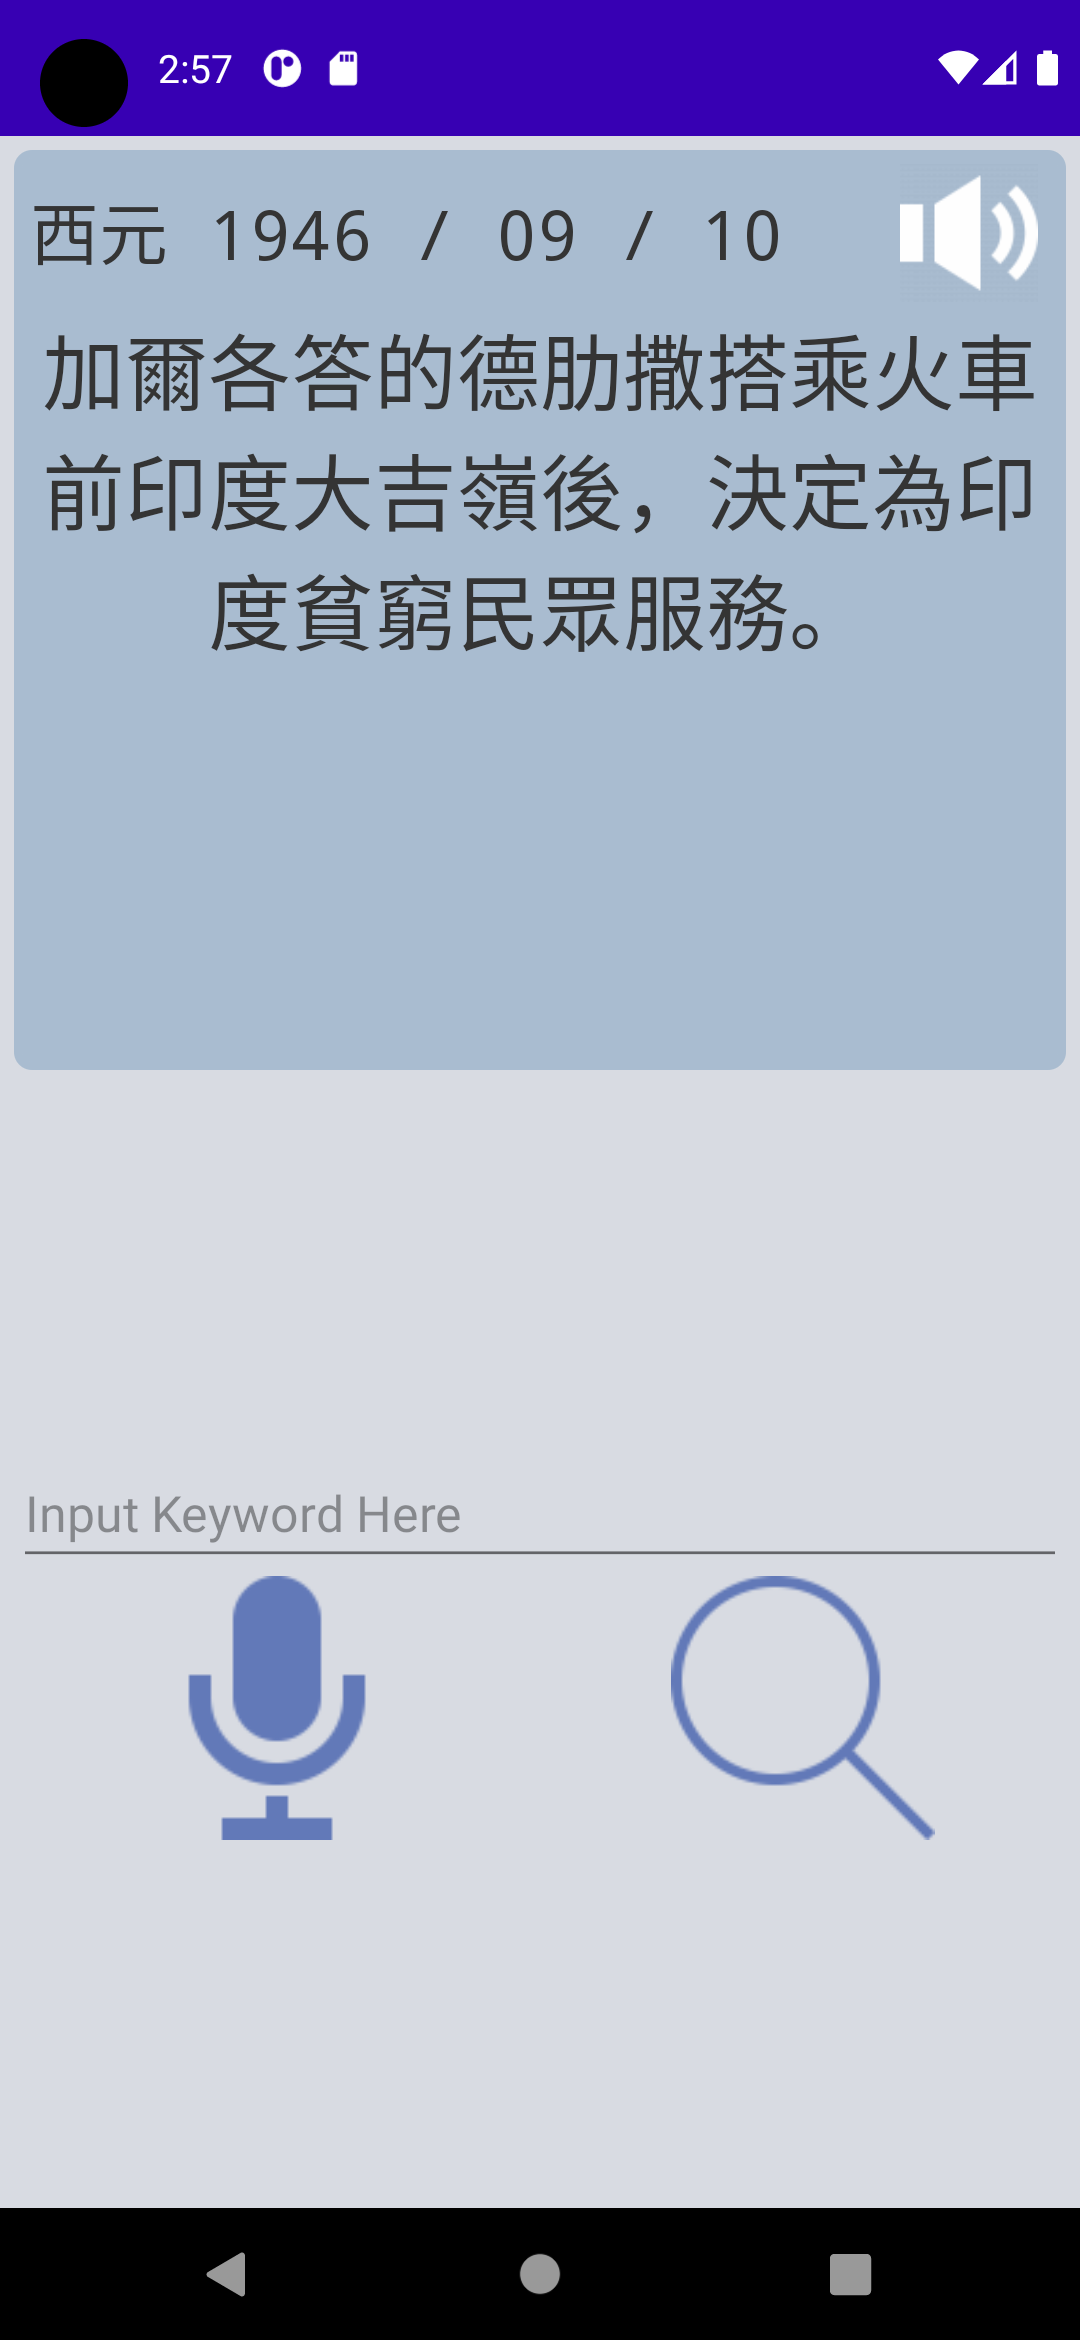 2:57
西元 1946 / 09 / 10
加爾各答的德肋撒搭乘火車
前印度大吉嶺後，決定為印
度貧窮民眾服務。
Input Keyword Here